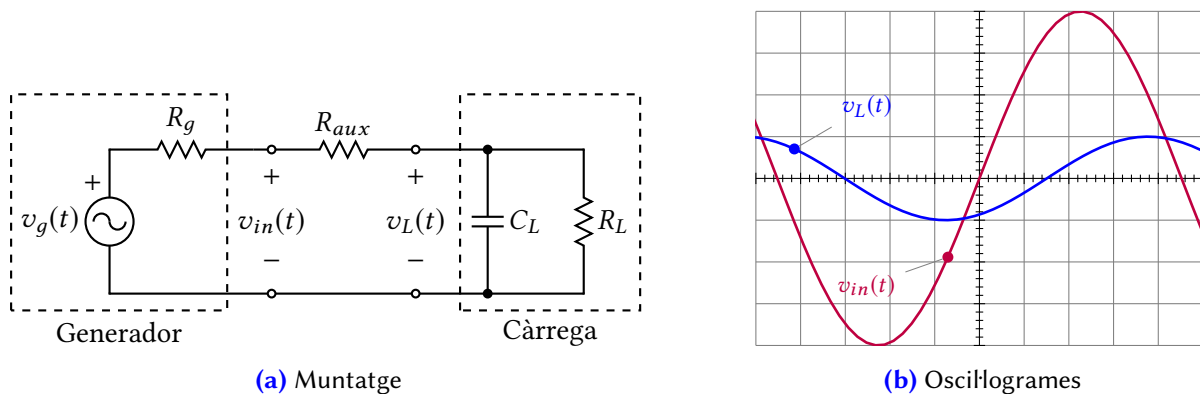 R_g
R_aux
+
+
+
v_g(t)
v_in(t)
v_L(t)
C_L
R_L
−
−
Generador
Càrrega
(a) Muntatge
v_L(t)
v_in(t)
(b) Oscil·logrames